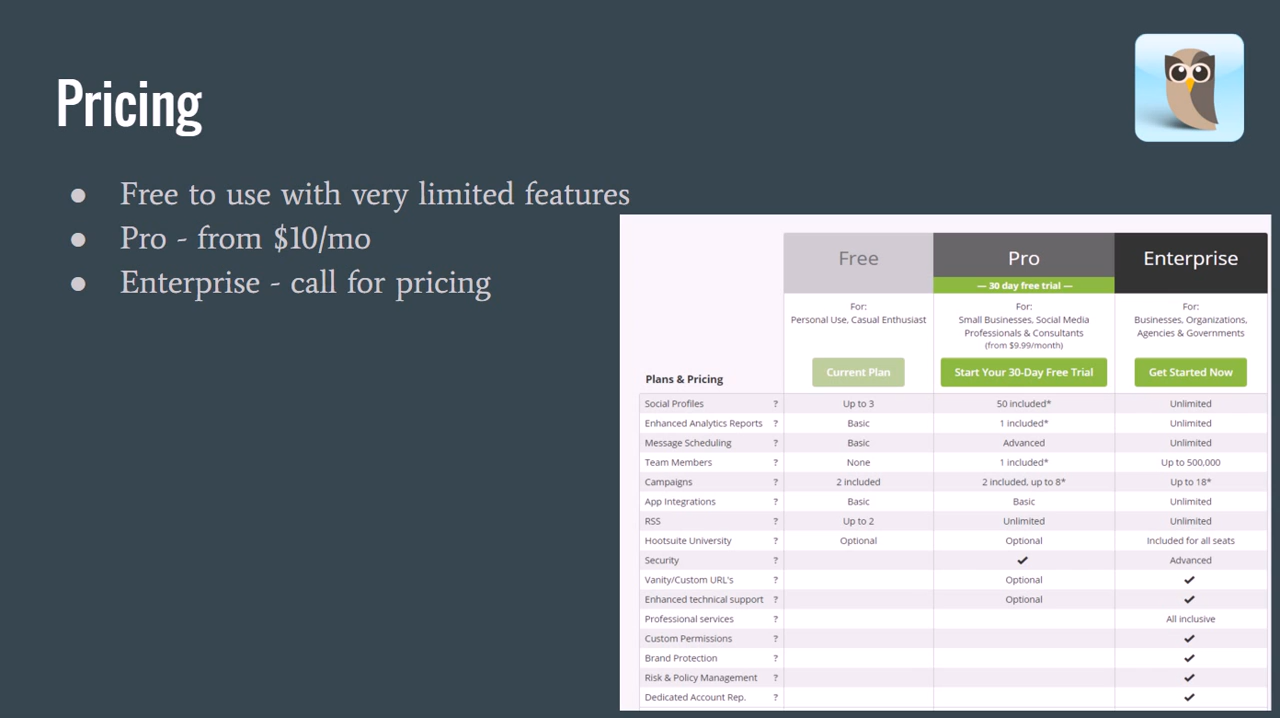 Pricing
● Free to use with very limited features
● Pro - from $10/mo
● Enterprise - call for pricing
Free Pro Enterprise
— 30 day free trial —
For: For: For:
Personal Use, Casual Enthusiast Small Businesses, Social Media Businesses, Organizations,
Professionals & Consultants Agencies & Governments
(from $9.99/month)
Plans & Pricing Current Plan Start Your 30-Day Free Trial Get Started Now
Social Profiles ? Up to 3 50 included* Unlimited
Enhanced Analytics Reports ? Basic 1 included* Unlimited
Message Scheduling ? Basic Advanced Unlimited
Team Members ? None 1 included* Up to 500,000
Campaigns ? 2 included 2 included, up to 8* Up to 18*
App Integrations ? Basic Basic Unlimited
RSS ? Up to 2 Unlimited Unlimited
Hootsuite University ? Optional Optional Included for all seats
Security ? ✔ Advanced
Vanity/Custom URL's ? Optional ✔
Enhanced technical support ? Optional ✔
Professional services ? All inclusive
Custom Permissions ? ✔
Brand Protection ? ✔
Risk & Policy Management ? ✔
Dedicated Account Rep. ? ✔